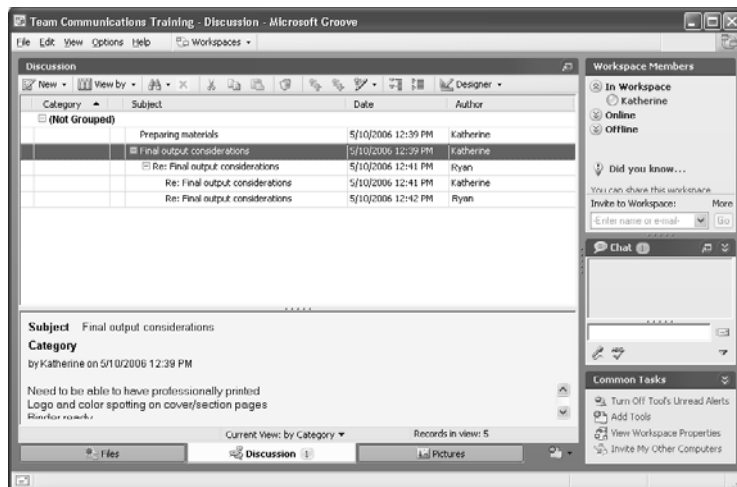 Team Communications Training - Discussion - Microsoft Groove
File Edit View Options Help Workspaces
Discussion
New View by Designer
Category Subject Date Author
(Not Grouped)
Preparing materials 5/10/2006 12:39 PM Katherine
Final output considerations 5/10/2006 12:39 PM Katherine
Re: Final output considerations 5/10/2006 12:41 PM Ryan
Re: Final output considerations 5/10/2006 12:41 PM Katherine
Re: Final output considerations 5/10/2006 12:42 PM Ryan
Subject Final output considerations
Category
by Katherine on 5/10/2006 12:39 PM
Need to be able to have professionally printed
Logo and color spotting on cover/section pages
Binder ready
Current View: by Category Records in view: 5
Files Discussion Pictures
Workspace Members
In Workspace
Katherine
Online
Offline
Did you know...
You can share this workspace
Invite to Workspace: More
-Enter name or e-mail- Go
Chat
Common Tasks
Turn Off Tool's Unread Alerts
Add Tools
View Workspace Properties
Invite My Other Computers